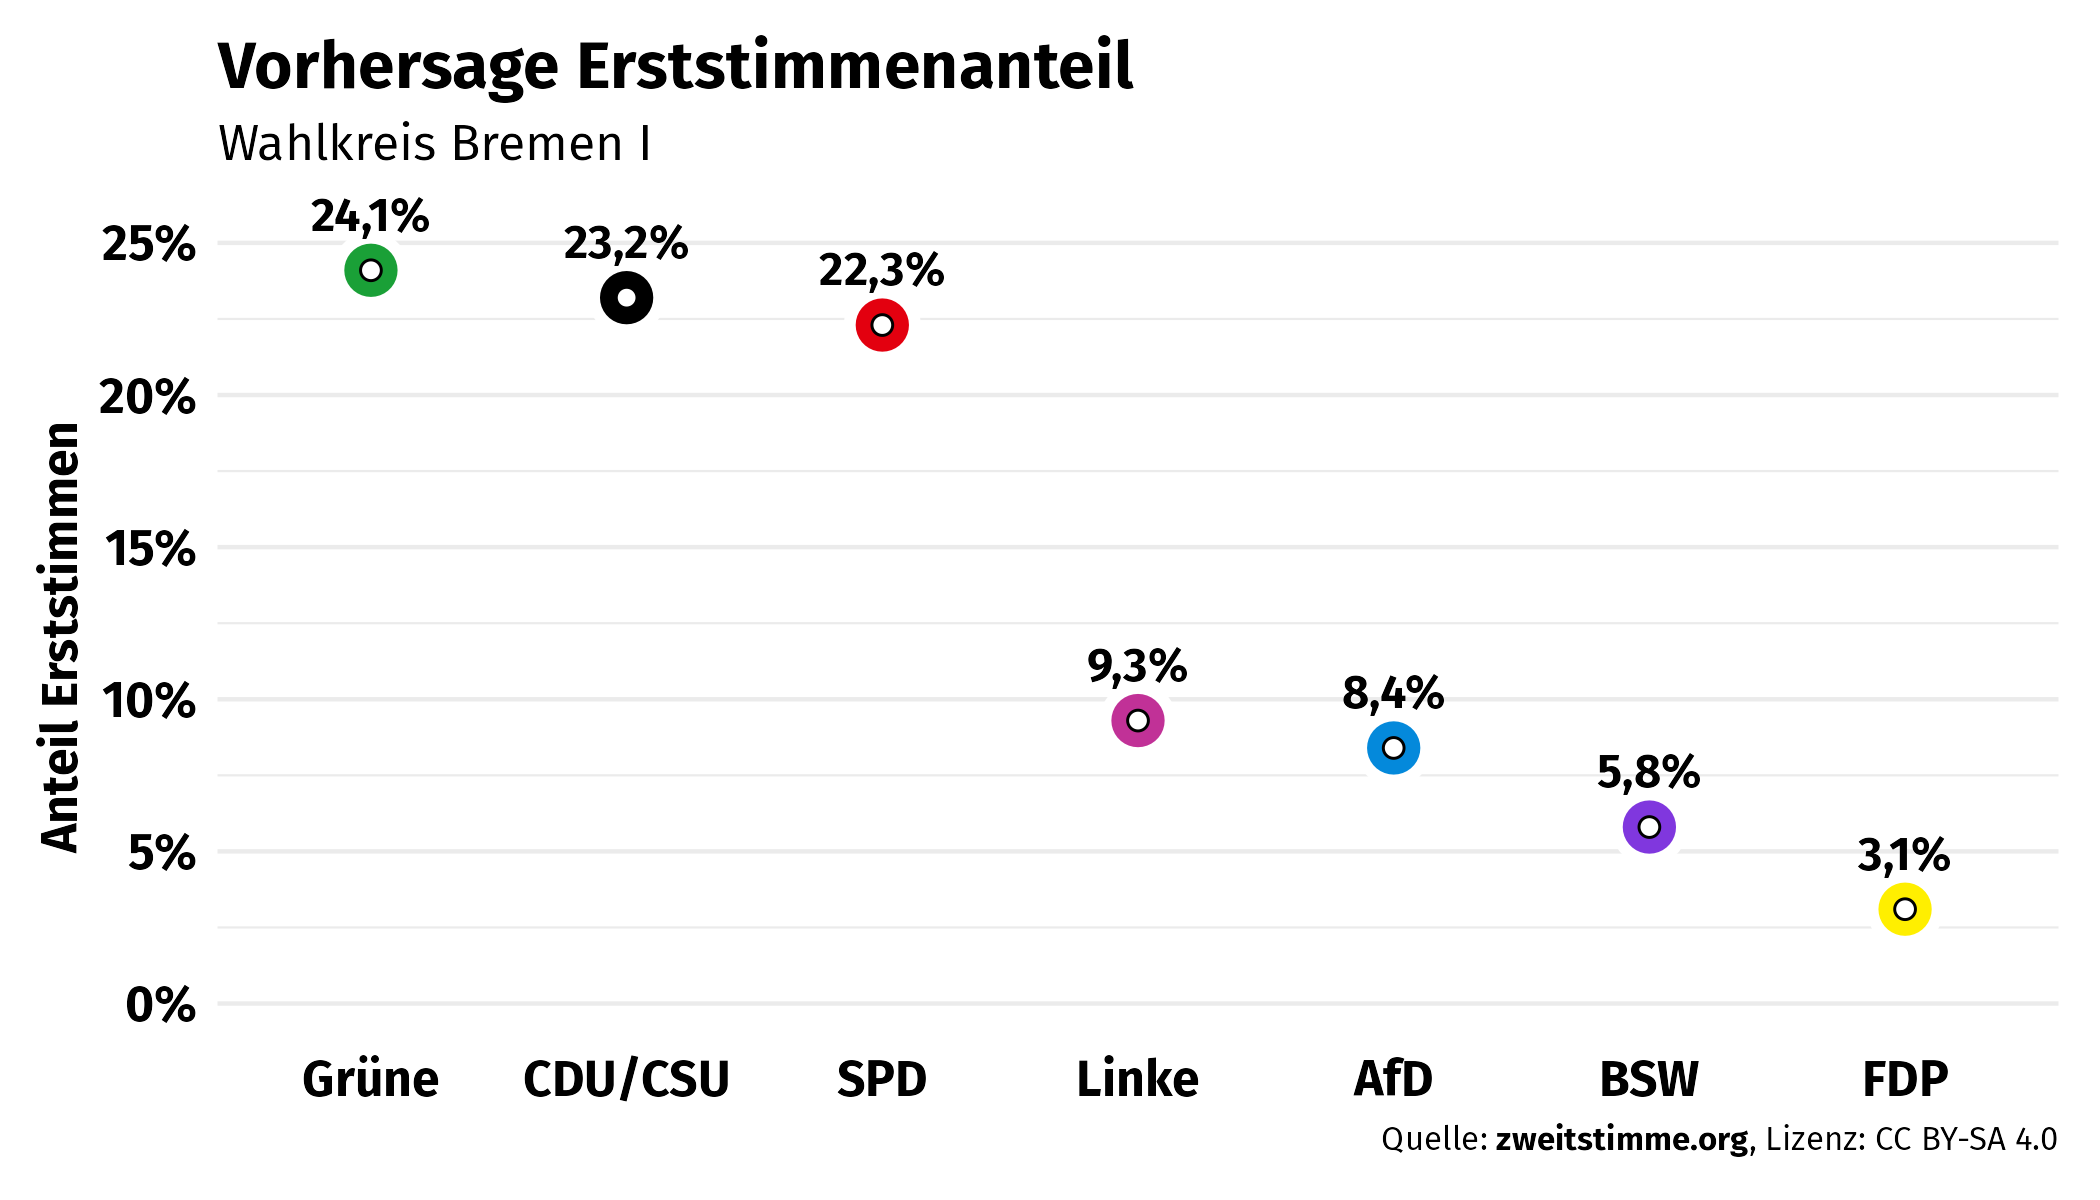 Vorhersage Erststimmenanteil
Wahlkreis Bremen I
Anteil Erststimmen
25%
20%
15%
10%
5%
0%
24,1%
23,2%
22,3%
9,3%
8,4%
5,8%
3,1%
Grüne CDU/CSU SPD Linke AfD BSW FDP
Quelle: zweitstimme.org, Lizenz: CC BY-SA 4.0